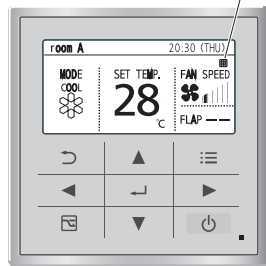 room A 20:30 (THU)
MODE SET TEMP. FAN SPEED
COOL
28°C
FLAP ――